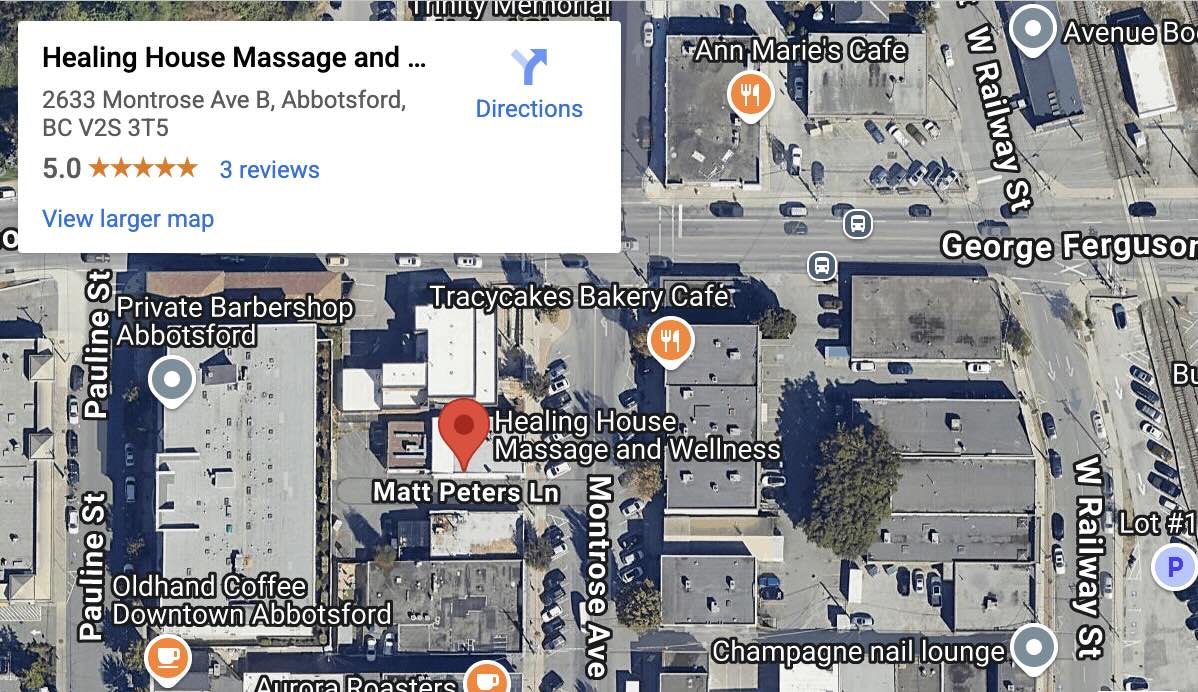 Trinity Memorial
Healing House Massage and ...
2633 Montrose Ave B, Abbotsford,
BC V2S 3T5
5.0
3 reviews
View larger map
Directions
Ann Marie's Cafe
W Railway St
Avenue Bo
George Ferguson
Pauline St
Private Barbershop
Abbotsford
Tracycakes Bakery Cafe
Healing House
Massage and Wellness
Matt Peters Ln
Bu
Pauline St
Montrose Ave
W Railway St
Lot #1
P
Oldhand Coffee
Downtown Abbotsford
Champagne nail lounge
Aurora Roasters